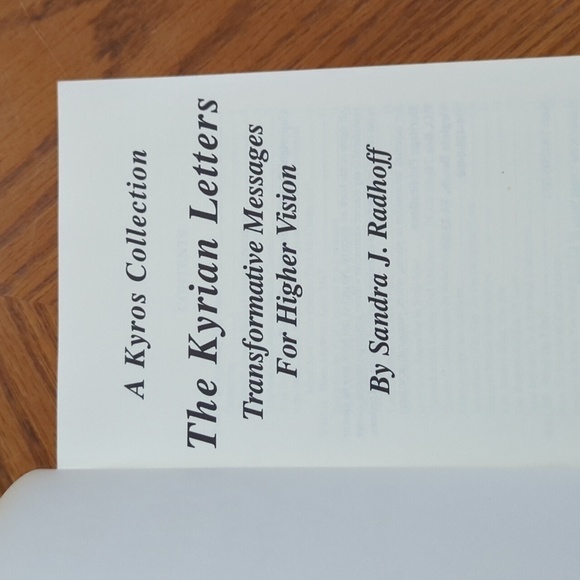 A Kyros Collection
The Kyrian Letters
Transformative Messages
For Higher Vision
By Sandra J. Radhoff